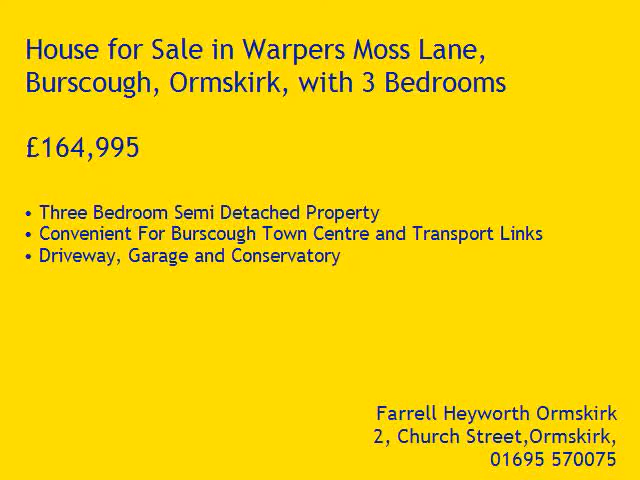 House for Sale in Warpers Moss Lane,
Burscough, Ormskirk, with 3 Bedrooms
£164,995
• Three Bedroom Semi Detached Property
• Convenient For Burscough Town Centre and Transport Links
• Driveway, Garage and Conservatory
Farrell Heyworth Ormskirk
2, Church Street,Ormskirk,
01695 570075